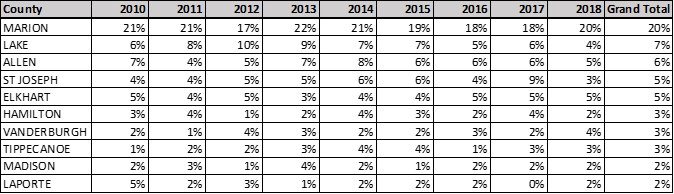 County 2010 2011 2012 2013 2014 2015 2016 2017 2018 Grand Total
MARION 21% 21% 17% 22% 21% 19% 18% 18% 20% 20%
LAKE 6% 8% 10% 9% 7% 7% 5% 6% 4% 7%
ALLEN 7% 4% 5% 7% 8% 6% 6% 6% 5% 6%
ST JOSEPH 4% 4% 5% 5% 6% 6% 4% 9% 3% 5%
ELKHART 5% 4% 5% 3% 4% 4% 5% 5% 5% 5%
HAMILTON 3% 4% 1% 2% 4% 3% 2% 4% 2% 3%
VANDERBURGH 2% 1% 4% 3% 2% 2% 3% 2% 4% 3%
TIPPECANOE 1% 2% 2% 3% 4% 4% 1% 3% 3% 3%
MADISON 2% 3% 1% 4% 2% 1% 2% 2% 2% 2%
LAPORTE 5% 2% 3% 1% 2% 2% 2% 0% 2% 2%